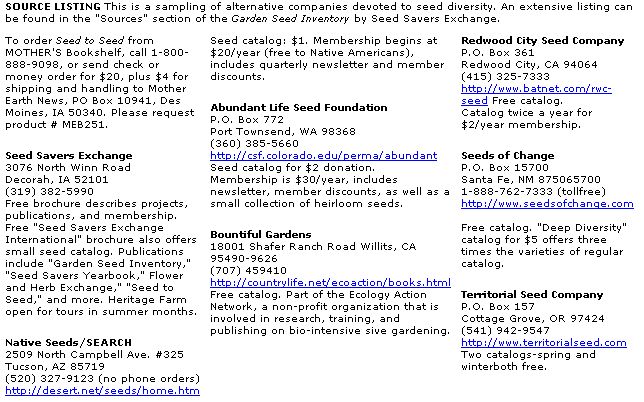 SOURCE LISTING This is a sampling of alternative companies devoted to seed diversity. An extensive listing can
be found in the "Sources" section of the Garden Seed Inventory by Seed Savers Exchange.
To order Seed to Seed from
MOTHER'S Bookshelf, call 1-800-
888-9098, or send check or
money order for $20, plus $4 for
shipping and handling to Mother
Earth News, PO Box 10941, Des
Moines, IA 50340. Please request
product # MEB251.
Seed Savers Exchange
3076 North Winn Road
Decorah, IA 52101
(319) 382-5990
Free brochure describes projects,
publications, and membership.
Free "Seed Savers Exchange
International" brochure also offers
small seed catalog. Publications
include "Garden Seed Inventory,"
"Seed Savers Yearbook," Flower
and Herb Exchange," "Seed to
Seed," and more. Heritage Farm
open for tours in summer months.
Native Seeds/SEARCH
2509 North Campbell Ave. #325
Tucson, AZ 85719
(520) 327-9123 (no phone orders)
http://desert.net/seeds/home.htm
Seed catalog: $1. Membership begins at
$20/year (free to Native Americans),
includes quarterly newsletter and member
discounts.
Abundant Life Seed Foundation
P.O. Box 772
Port Townsend, WA 98368
(360) 385-5660
http://csf.colorado.edu/perma/abundant
Seed catalog for $2 donation.
Membership is $30/year, includes
newsletter, member discounts, as well as a
small collection of heirloom seeds.
Bountiful Gardens
18001 Shafer Ranch Road Willits, CA
95490-9626
(707) 459410
http://countrylife.net/ecoaction/books.html
Free catalog. Part of the Ecology Action
Network, a non-profit organization that is
involved in research, training, and
publishing on bio-intensive sive gardening.
Redwood City Seed Company
P.O. Box 361
Redwood City, CA 94064
(415) 325-7333
http://www.batnet.com/rwc-
seed Free catalog.
Catalog twice a year for
$2/year membership.
Seeds of Change
P.O. Box 15700
Santa Fe, NM 875065700
1-888-762-7333 (tollfree)
http://www.seedsofchange.com
Free catalog. "Deep Diversity"
catalog for $5 offers three
times the varieties of regular
catalog.
Territorial Seed Company
P.O. Box 157
Cottage Grove, OR 97424
(541) 942-9547
http://www.territorialseed.com
Two catalogs-spring and
winterboth free.